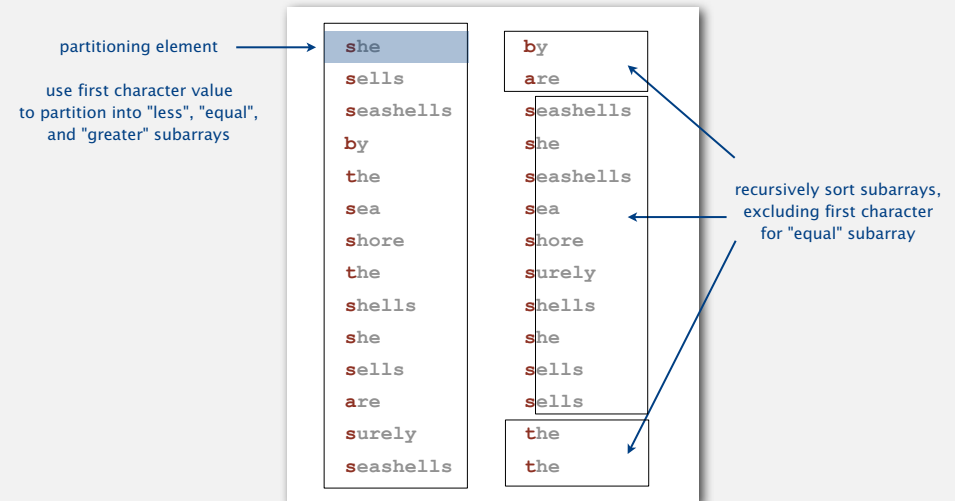 partitioning element
use first character value
to partition into "less", "equal",
and "greater" subarrays
she
sells
seashells
by
the
sea
shore
the
shells
she
sells
are
surely
seashells
by
are
seashells
she
seashells
sea
shore
surely
shells
she
sells
sells
the
the
recursively sort subarrays,
excluding first character
for "equal" subarray